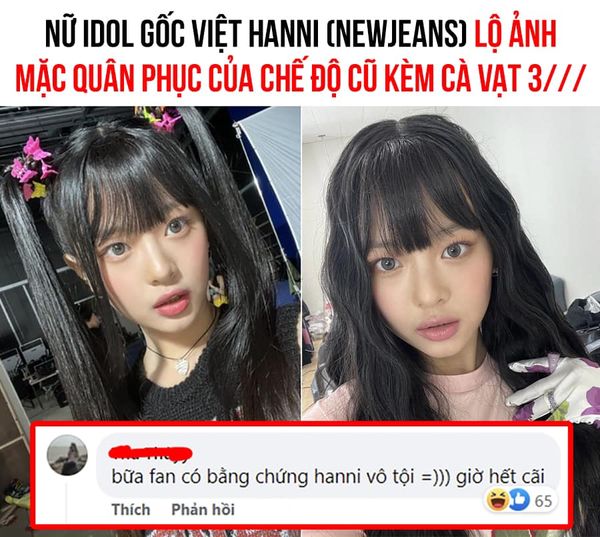 NỮ IDOL GỐC VIỆT HANNI (NEWJEANS) LỘ ẢNH
MẶC QUÂN PHỤC CỦA CHẾ ĐỘ CŨ KÈM CÀ VẠT 3///
bữa fan có bằng chứng hanni vô tội =))) giờ hết cãi
Thích Phản hồi 65